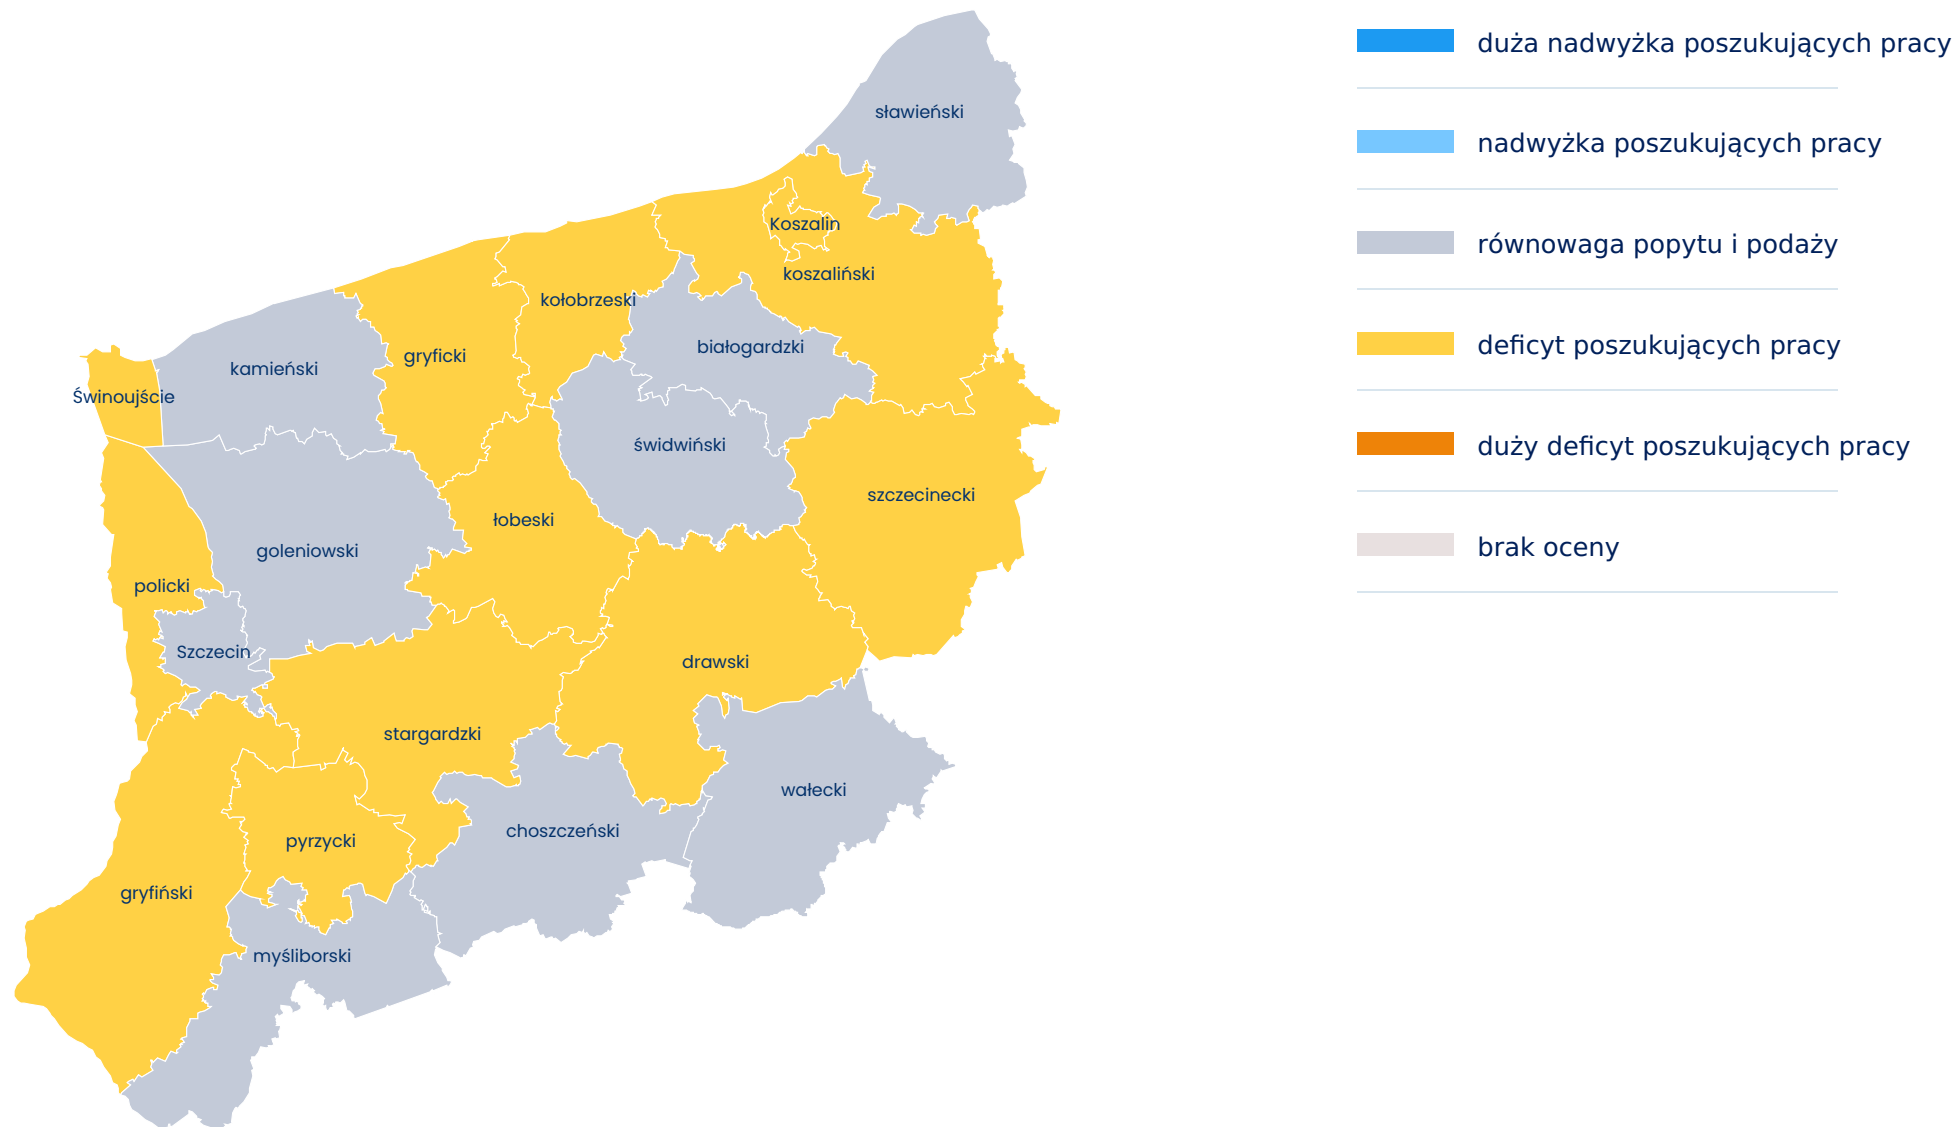 sławieński
Koszalin
koszaliński
kołobrzeski
białogardzki
gryficki
kamieński
Świnoujście
świdwiński
szczecinecki
łobeski
goleniowski
policki
Szczecin
drawski
stargardzki
wałecki
choszczeński
pyrzycki
gryfiński
myśliborski
duża nadwyżka poszukujących pracy
nadwyżka poszukujących pracy
równowaga popytu i podaży
deficyt poszukujących pracy
duży deficyt poszukujących pracy
brak oceny